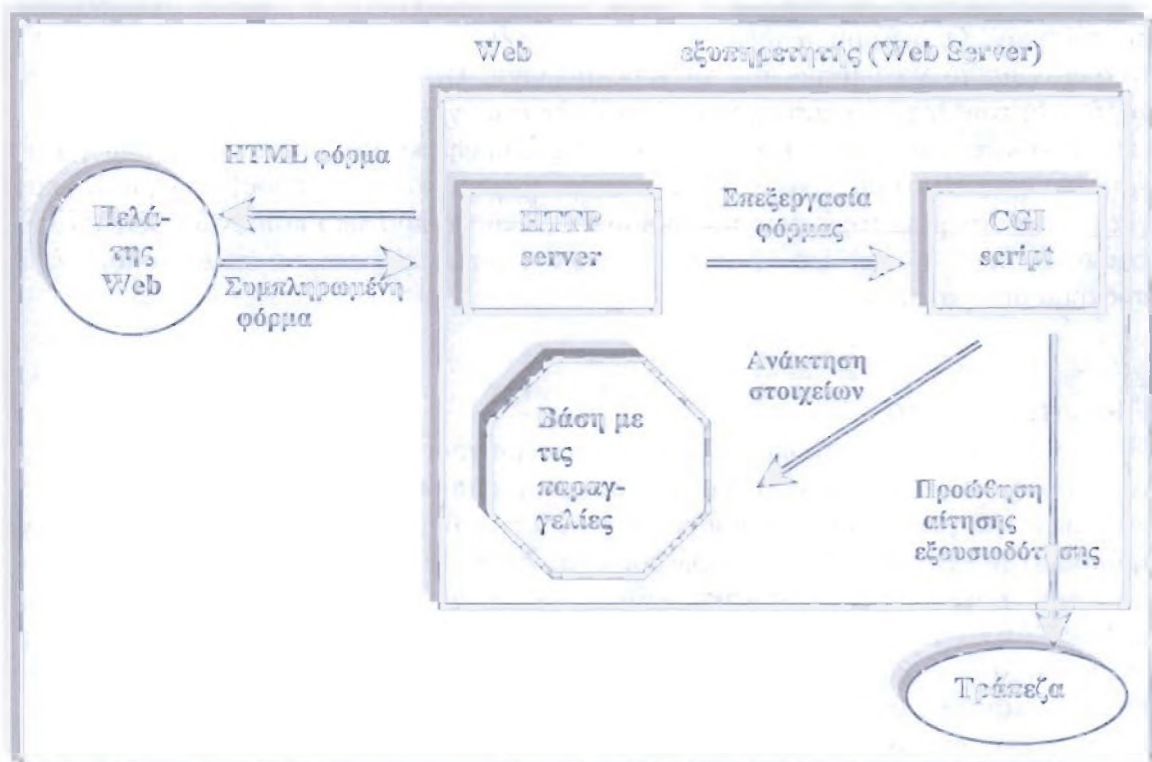 Web εξυπηρετητής (Web Server)
HTML φόρμα
Πελά-
της
Web
Συμπληρωμένη
φόρμα
HTTP
server
Επεξεργασία
φόρμας
CGI
script
Ανάκτηση
στοιχείων
Βάση με
τις
παραγ-
γελίες
Προώθηση
αίτησης
εξουσιοδότησης
Τράπεζα